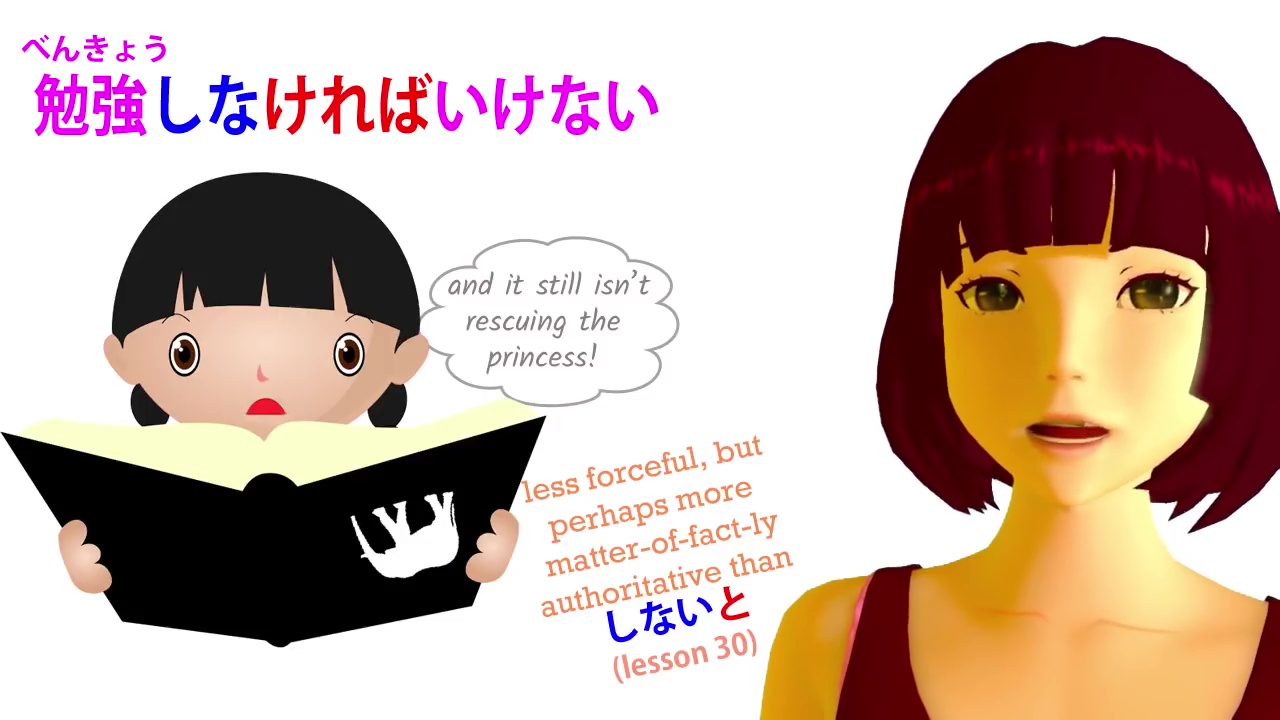 べんきょう
勉強しなければいけない
and it still isn't
rescuing the
princess!
less forceful, but
perhaps more
matter-of-fact-ly
authoritative than
しないと
(lesson 30)